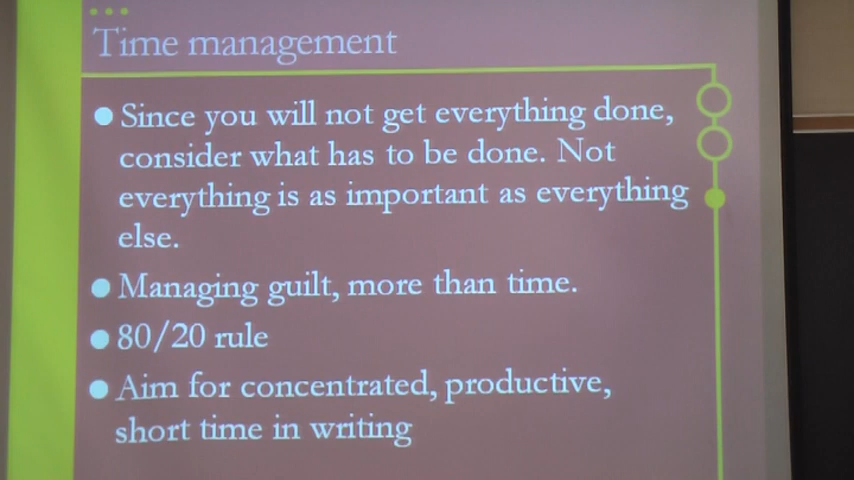 Time management
Since you will not get everything done,
consider what has to be done. Not
everything is as important as everything
else.
Managing guilt, more than time.
80/20 rule
Aim for concentrated, productive,
short time in writing